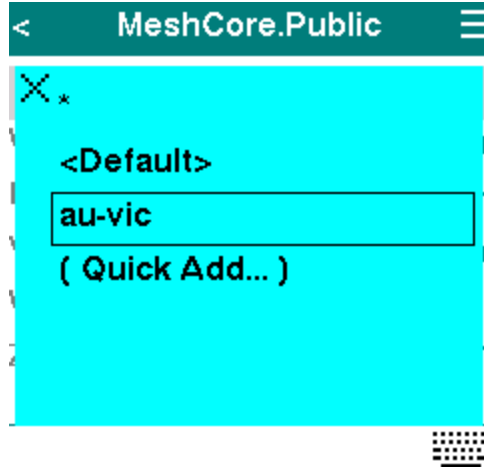 < MeshCore.Public
*
<Default>
au-vic
( Quick Add... )